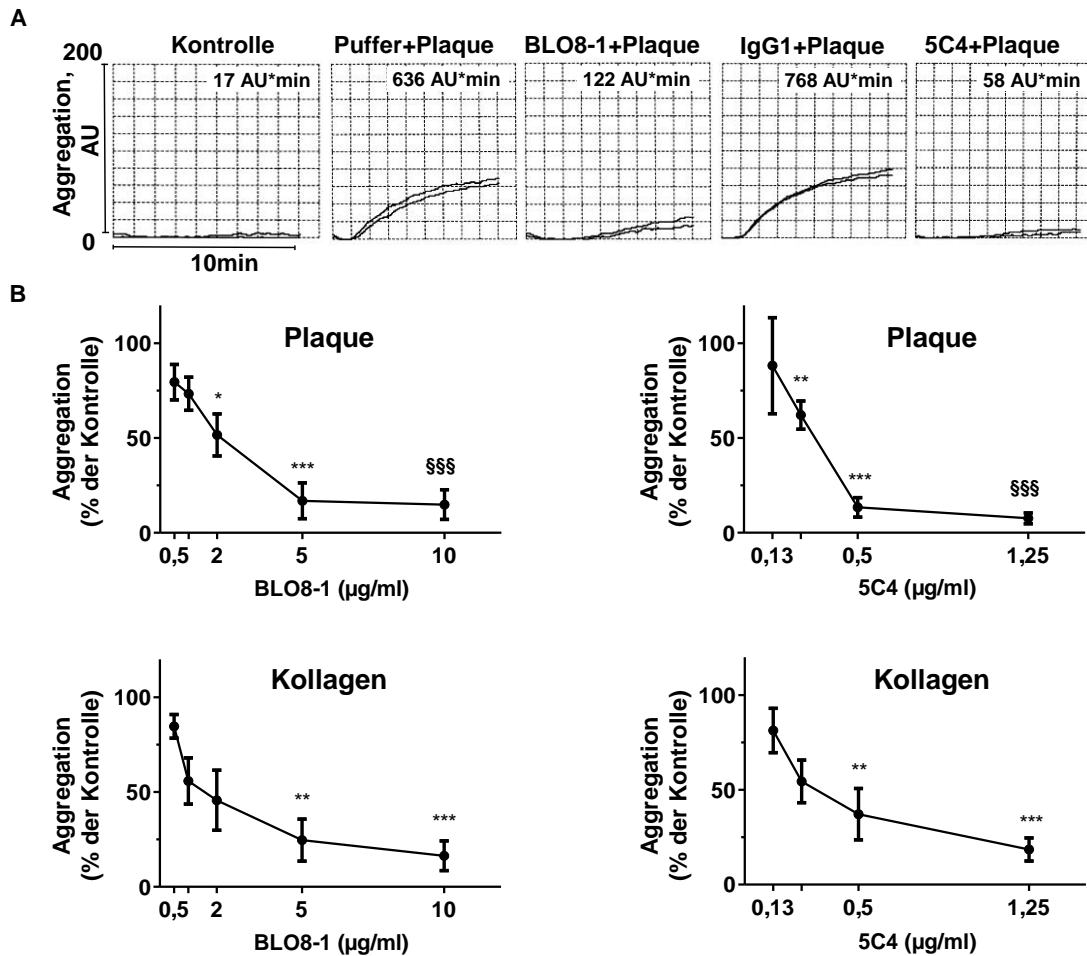 A
Kontrolle
Puffer+Plaque
BLO8-1+Plaque
IgG1+Plaque
5C4+Plaque
Aggregation,
AU
200
0
17 AU*min
636 AU*min
122 AU*min
768 AU*min
58 AU*min
10min
B
Plaque
Aggregation
(% der Kontrolle)
100
50
0
*
***
§§§
0,5
2
5
10
BLO8-1 (µg/ml)
Plaque
Aggregation
(% der Kontrolle)
100
50
0
**
***
§§§
0,13
0,5
1,25
5C4 (µg/ml)
Kollagen
Aggregation
(% der Kontrolle)
100
50
0
**
***
0,5
2
5
10
BLO8-1 (µg/ml)
Kollagen
Aggregation
(% der Kontrolle)
100
50
0
**
***
0,13
0,5
1,25
5C4 (µg/ml)